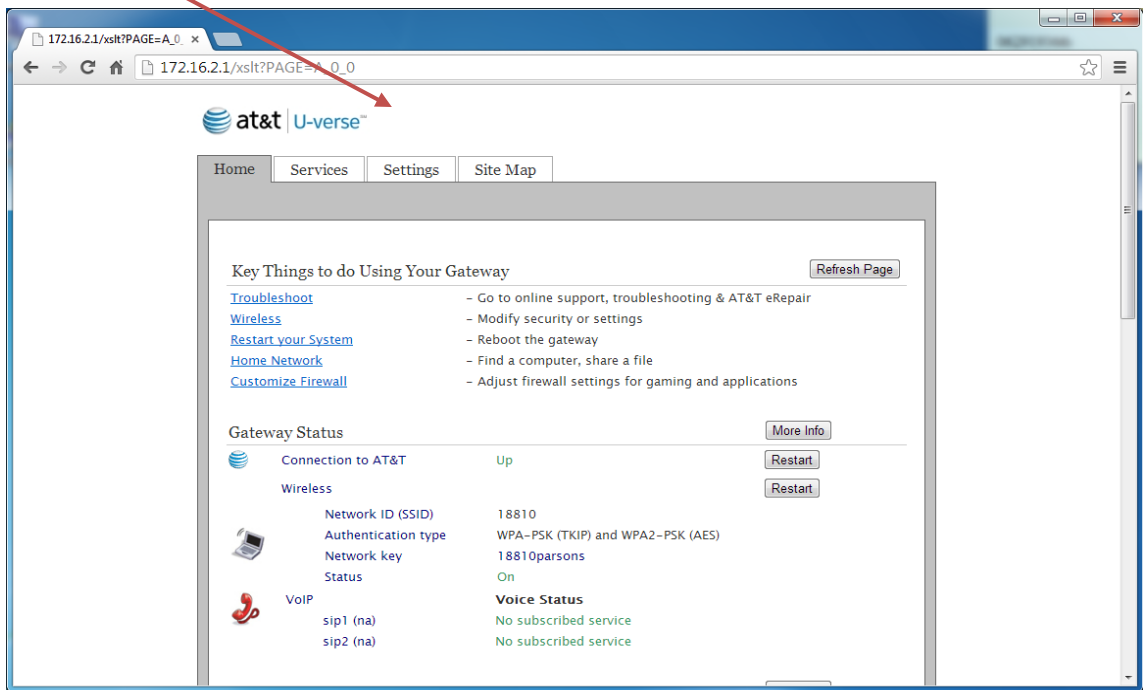 172.16.2.1/xslt?PAGE=A_0_
172.16.2.1/xslt?PAGE=A_0_0
at&t U-verse℠
Home Services Settings Site Map
Key Things to do Using Your Gateway Refresh Page
Troubleshoot – Go to online support, troubleshooting & AT&T eRepair
Wireless – Modify security or settings
Restart your System – Reboot the gateway
Home Network – Find a computer, share a file
Customize Firewall – Adjust firewall settings for gaming and applications
Gateway Status More Info
Connection to AT&T Up Restart
Wireless Restart
Network ID (SSID) 18810
Authentication type WPA-PSK (TKIP) and WPA2-PSK (AES)
Network key 18810parsons
Status On
VoIP Voice Status
sip1 (na) No subscribed service
sip2 (na) No subscribed service